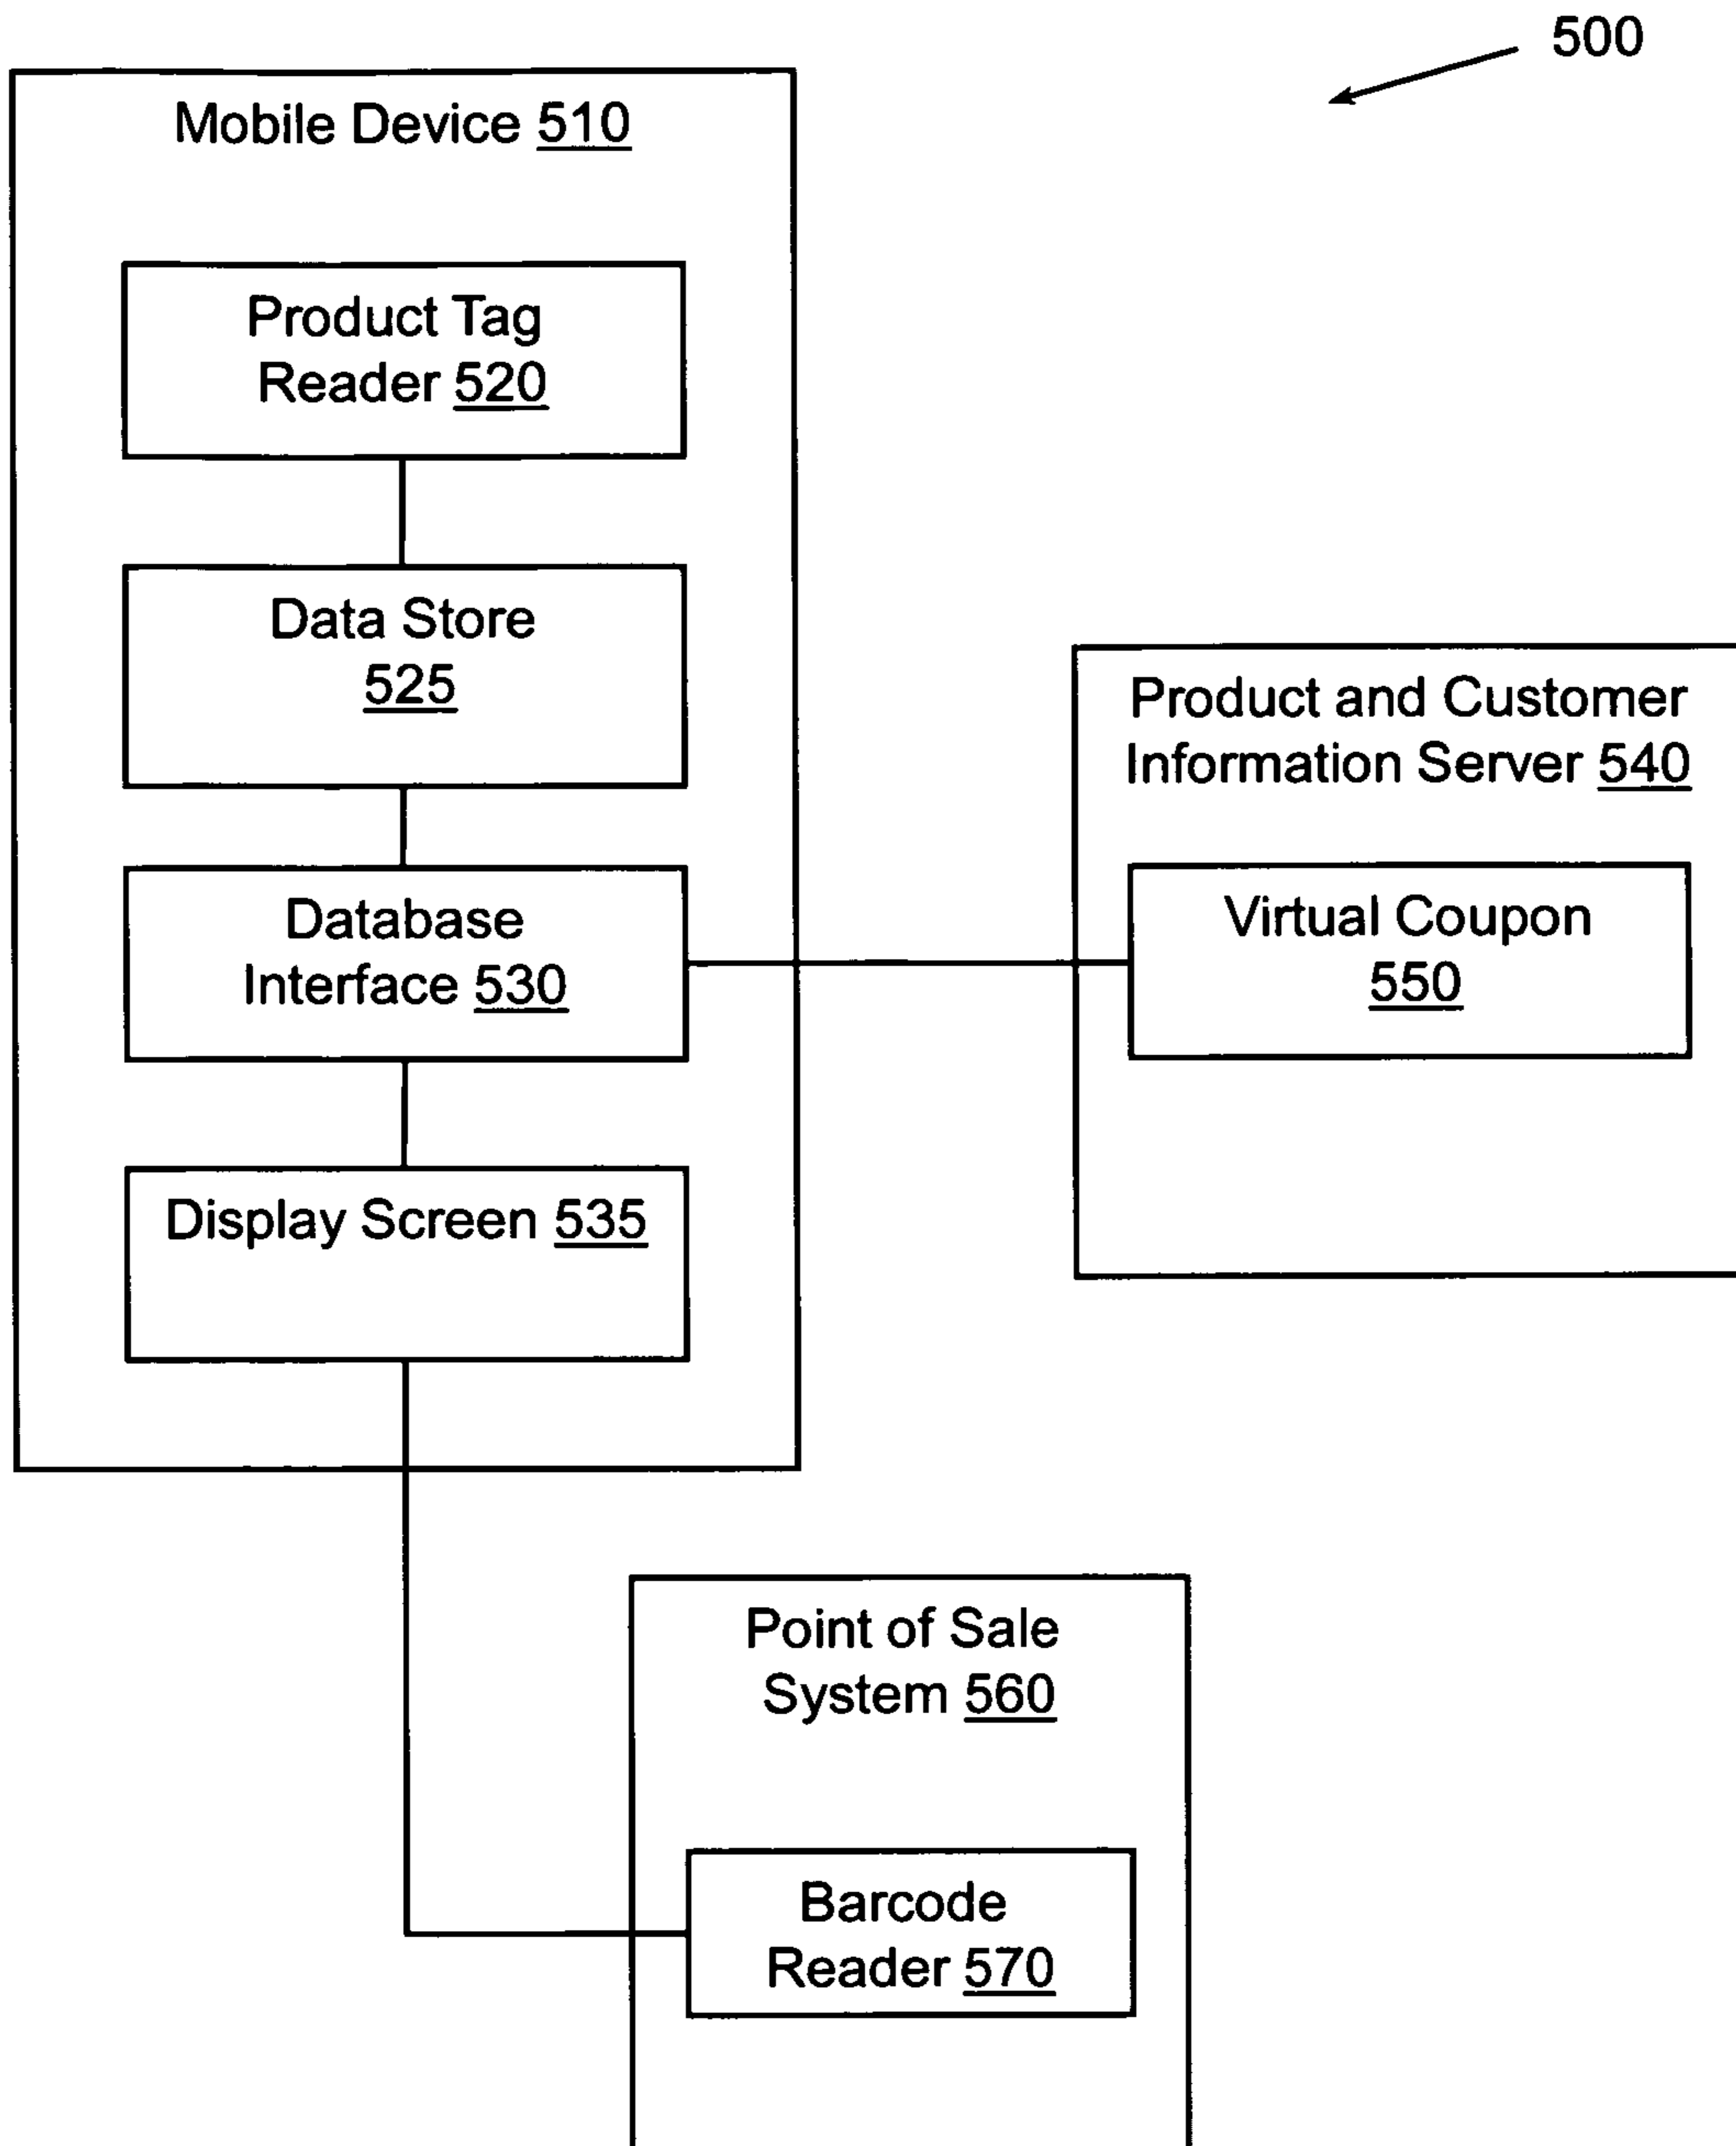 500
Mobile Device 510
Product Tag
Reader 520
Data Store
525
Database
Interface 530
Display Screen 535
Product and Customer
Information Server 540
Virtual Coupon
550
Point of Sale
System 560
Barcode
Reader 570